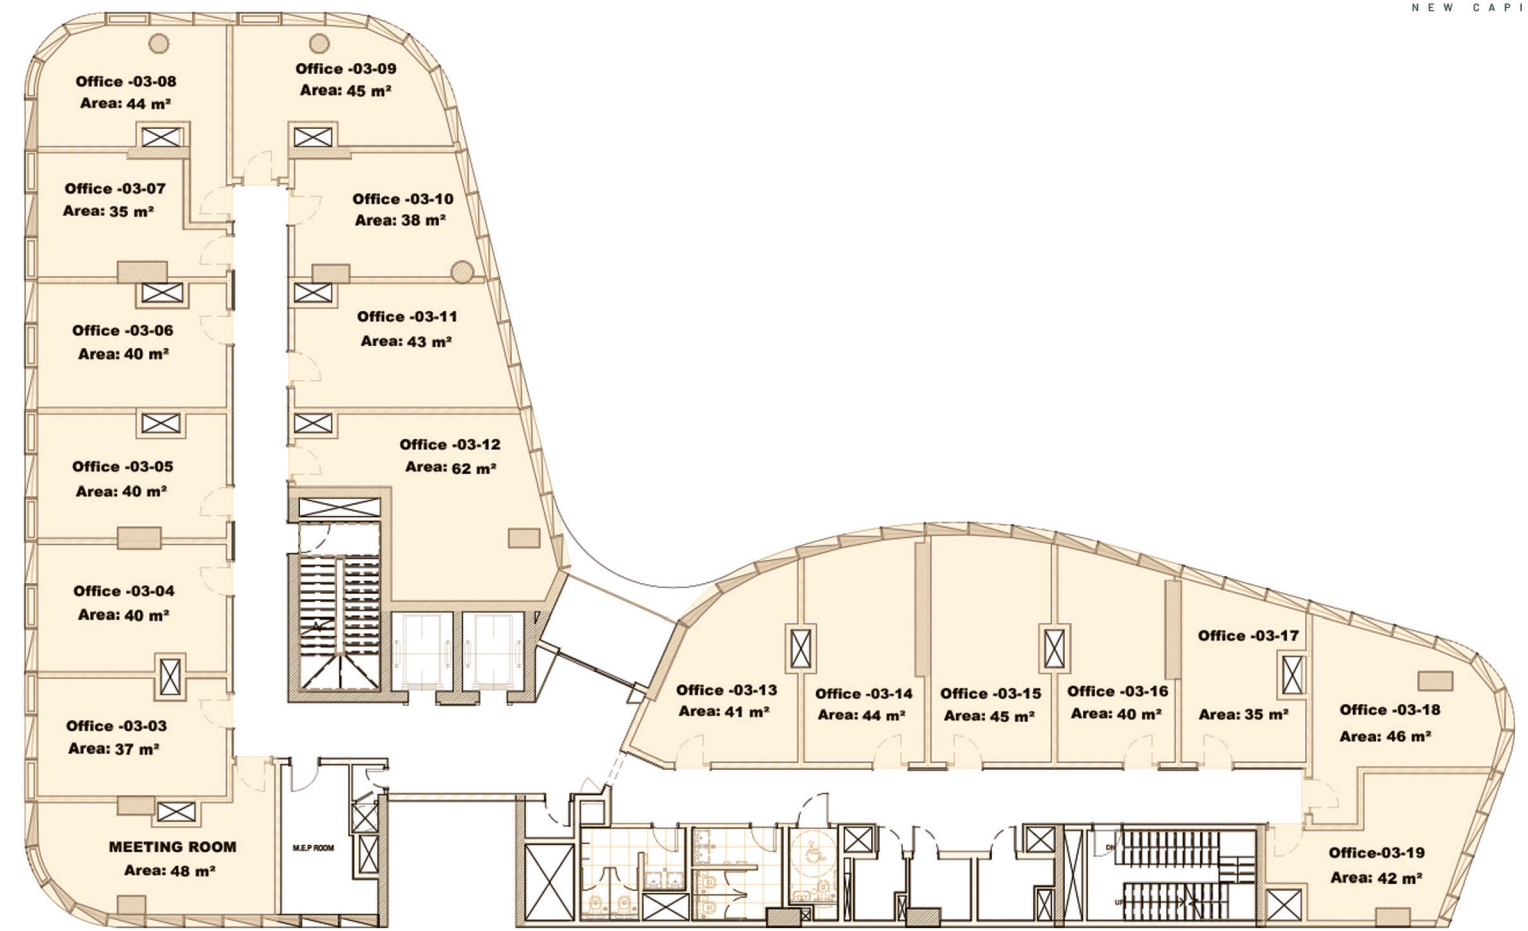 NEW CAPI
Office -03-08
Area: 44 m²
Office -03-09
Area: 45 m²
Office -03-07
Area: 35 m²
Office -03-10
Area: 38 m²
Office -03-06
Area: 40 m²
Office -03-11
Area: 43 m²
Office -03-05
Area: 40 m²
Office -03-12
Area: 62 m²
Office -03-04
Area: 40 m²
Office -03-03
Area: 37 m²
MEETING ROOM
Area: 48 m²
M.E.P ROOM
Office -03-13
Area: 41 m²
Office -03-14
Area: 44 m²
Office -03-15
Area: 45 m²
Office -03-16
Area: 40 m²
Office -03-17
Area: 35 m²
Office -03-18
Area: 46 m²
Office-03-19
Area: 42 m²
DN
UP